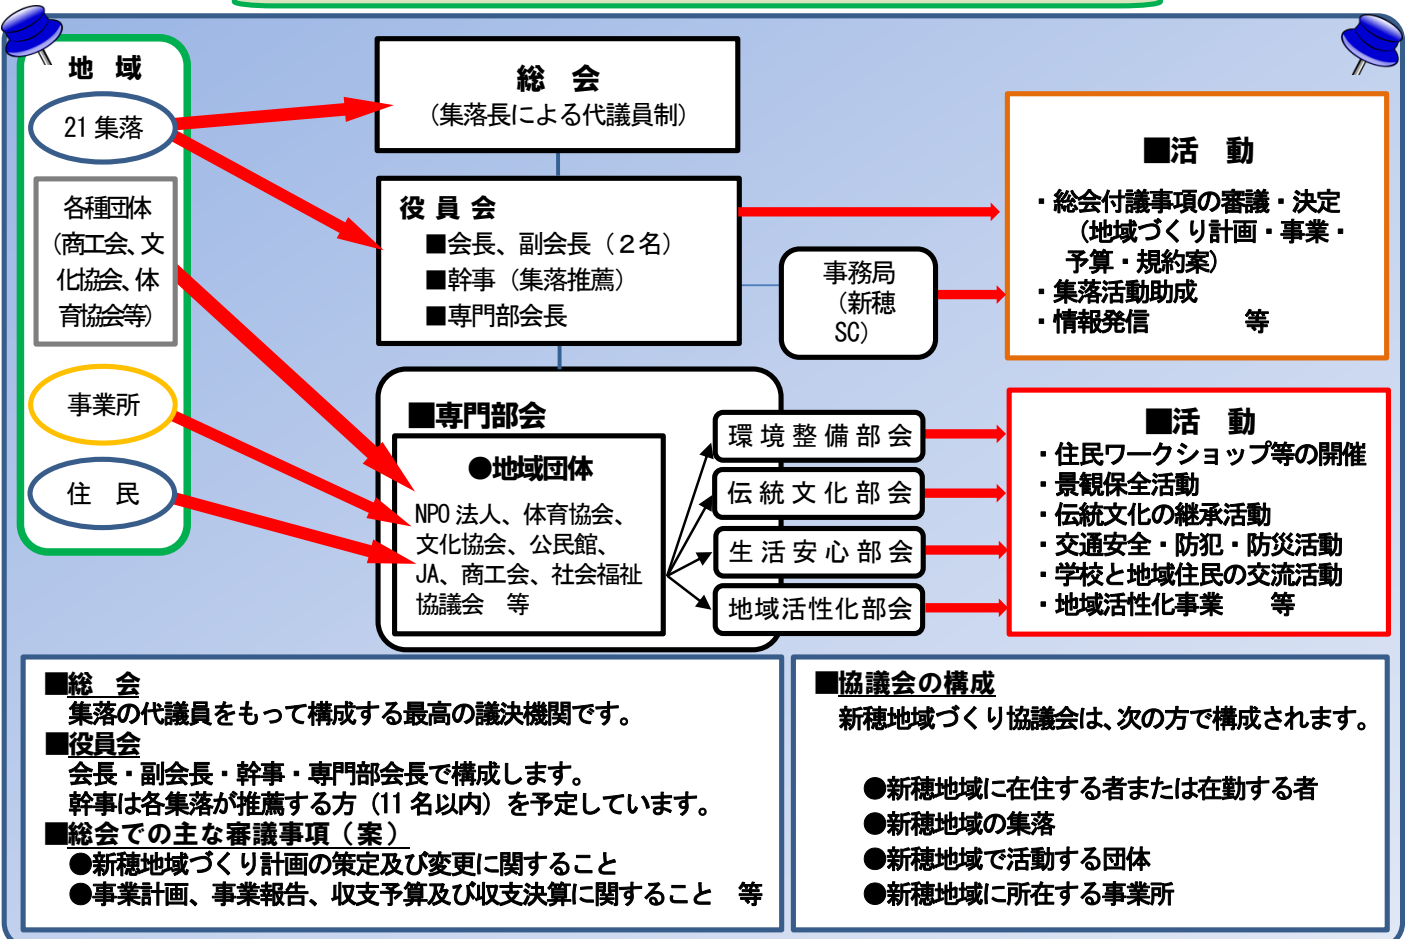 地 域
21 集落
各種団体
（商工会、文
化協会、体
育協会等）
事業所
住 民
総 会
（集落長による代議員制）
役 員 会
■会長、副会長（２名）
■幹事（集落推薦）
■専門部会長
事務局
（新穂
SC）
■専門部会
●地域団体
NPO 法人、体育協会、
文化協会、公民館、
JA、商工会、社会福祉
協議会 等
環境整備部会
伝統文化部会
生活安心部会
地域活性化部会
■活 動
・総会付議事項の審議・決定
（地域づくり計画・事業・
予算・規約案）
・集落活動助成
・情報発信 等
■活 動
・住民ワークショップ等の開催
・景観保全活動
・伝統文化の継承活動
・交通安全・防犯・防災活動
・学校と地域住民の交流活動
・地域活性化事業 等
■総 会
集落の代議員をもって構成する最高の議決機関です。
■役員会
会長・副会長・幹事・専門部会長で構成します。
幹事は各集落が推薦する方（11 名以内）を予定しています。
■総会での主な審議事項（案）
●新穂地域づくり計画の策定及び変更に関すること
●事業計画、事業報告、収支予算及び収支決算に関すること 等
■協議会の構成
新穂地域づくり協議会は、次の方で構成されます。
●新穂地域に在住する者または在勤する者
●新穂地域の集落
●新穂地域で活動する団体
●新穂地域に所在する事業所